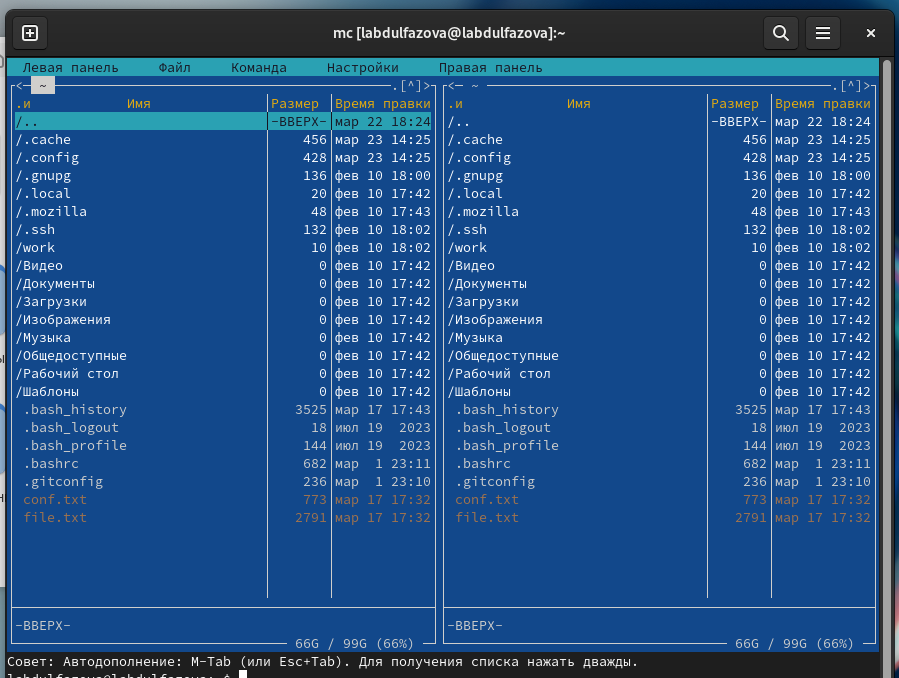 mc [labdulfazova@labdulfazova]:~
Левая панель Файл Команда Настройки Правая панель
<─ ~ ─.[^]>
.и Имя Размер Время правки
/.. -ВВЕРХ- мар 22 18:24
/.cache 456 мар 23 14:25
/.config 428 мар 23 14:25
/.gnupg 136 фев 10 18:00
/.local 20 фев 10 17:42
/.mozilla 48 фев 10 17:43
/.ssh 132 фев 10 18:02
/work 10 фев 10 18:02
/Видео 0 фев 10 17:42
/Документы 0 фев 10 17:42
/Загрузки 0 фев 10 17:42
/Изображения 0 фев 10 17:42
/Музыка 0 фев 10 17:42
/Общедоступные 0 фев 10 17:42
/Рабочий стол 0 фев 10 17:42
/Шаблоны 0 фев 10 17:42
.bash_history 3525 мар 17 17:43
.bash_logout 18 июл 19 2023
.bash_profile 144 июл 19 2023
.bashrc 682 мар 1 23:11
.gitconfig 236 мар 1 23:10
conf.txt 773 мар 17 17:32
file.txt 2791 мар 17 17:32
-ВВЕРХ-
66G / 99G (66%)
<─ ~ ─.[^]>
.и Имя Размер Время правки
/.. -ВВЕРХ- мар 22 18:24
/.cache 456 мар 23 14:25
/.config 428 мар 23 14:25
/.gnupg 136 фев 10 18:00
/.local 20 фев 10 17:42
/.mozilla 48 фев 10 17:43
/.ssh 132 фев 10 18:02
/work 10 фев 10 18:02
/Видео 0 фев 10 17:42
/Документы 0 фев 10 17:42
/Загрузки 0 фев 10 17:42
/Изображения 0 фев 10 17:42
/Музыка 0 фев 10 17:42
/Общедоступные 0 фев 10 17:42
/Рабочий стол 0 фев 10 17:42
/Шаблоны 0 фев 10 17:42
.bash_history 3525 мар 17 17:43
.bash_logout 18 июл 19 2023
.bash_profile 144 июл 19 2023
.bashrc 682 мар 1 23:11
.gitconfig 236 мар 1 23:10
conf.txt 773 мар 17 17:32
file.txt 2791 мар 17 17:32
-ВВЕРХ-
66G / 99G (66%)
Совет: Автодополнение: M-Tab (или Esc+Tab). Для получения списка нажать дважды.
labdulfazova@labdulfazova:~$